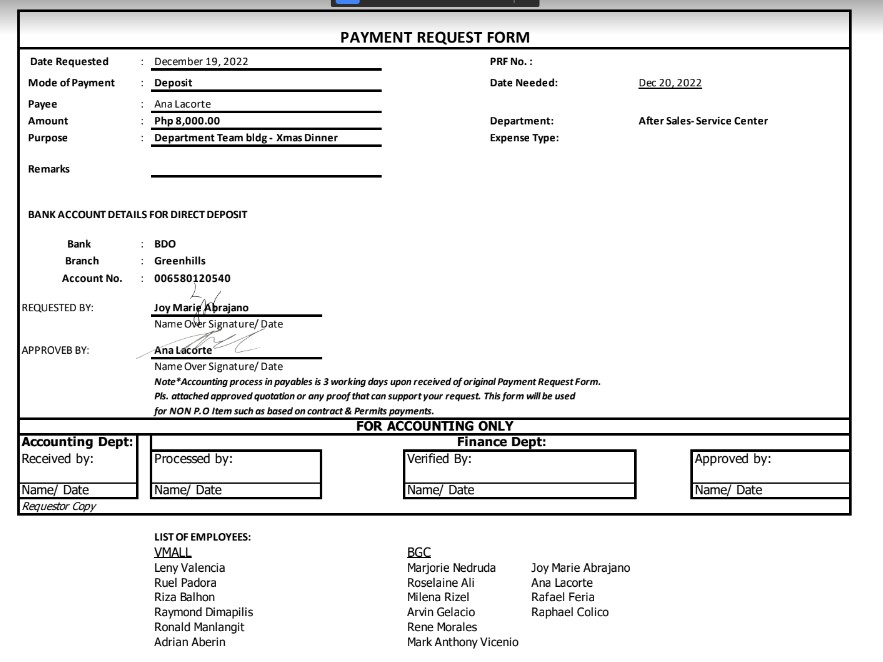 PAYMENT REQUEST FORM
Date Requested : December 19, 2022 PRF No. :
Mode of Payment : Deposit Date Needed: Dec 20, 2022
Payee : Ana Lacorte
Amount : Php 8,000.00 Department: After Sales- Service Center
Purpose : Department Team bldg - Xmas Dinner Expense Type:
Remarks
BANK ACCOUNT DETAILS FOR DIRECT DEPOSIT
Bank : BDO
Branch : Greenhills
Account No. : 006580120540
REQUESTED BY: Joy Marie Abrajano
Name Over Signature/ Date
APPROVEB BY: Ana Lacorte
Name Over Signature/ Date
Note*Accounting process in payables is 3 working days upon received of original Payment Request Form.
Pls. attached approved quotation or any proof that can support your request. This form will be used
for NON P.O Item such as based on contract & Permits payments.
FOR ACCOUNTING ONLY
Accounting Dept: Finance Dept:
Received by: Processed by: Verified By: Approved by:
Name/ Date Name/ Date Name/ Date Name/ Date
Requestor Copy
LIST OF EMPLOYEES:
VMALL BGC
Leny Valencia Marjorie Nedruda Joy Marie Abrajano
Ruel Padora Roselaine Ali Ana Lacorte
Riza Balhon Milena Rizel Rafael Feria
Raymond Dimapilis Arvin Gelacio Raphael Colico
Ronald Manlangit Rene Morales
Adrian Aberin Mark Anthony Vicenio